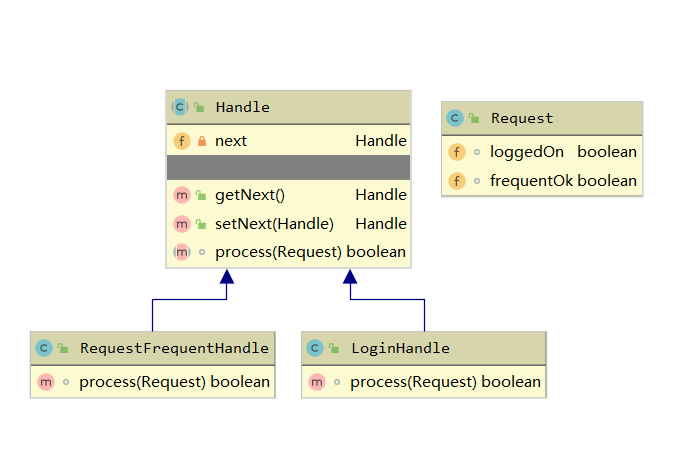 Handle
next Handle
getNext() Handle
setNext(Handle) Handle
process(Request) boolean
Request
loggedOn boolean
frequentOk boolean
RequestFrequentHandle
process(Request) boolean
LoginHandle
process(Request) boolean